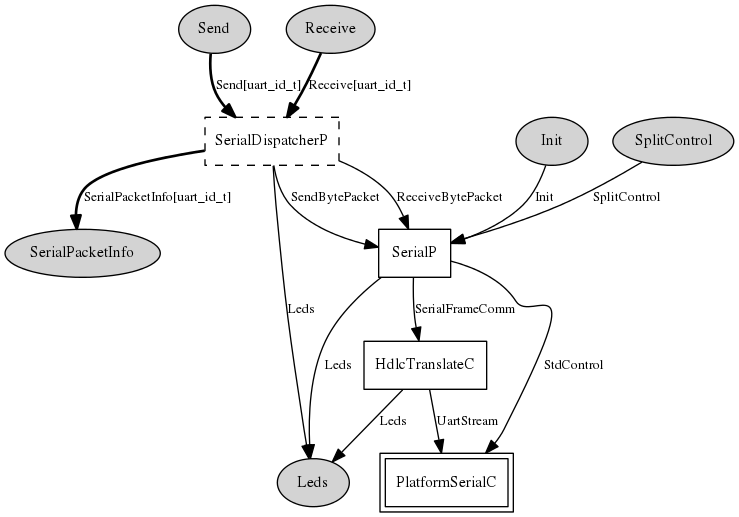 Send
Receive
Send[uart_id_t]
Receive[uart_id_t]
SerialDispatcherP
Init
SplitControl
SerialPacketInfo[uart_id_t]
SendBytePacket
ReceiveBytePacket
Init
SplitControl
SerialPacketInfo
SerialP
Leds
SerialFrameComm
Leds
HdlcTranslateC
StdControl
Leds
UartStream
Leds
PlatformSerialC